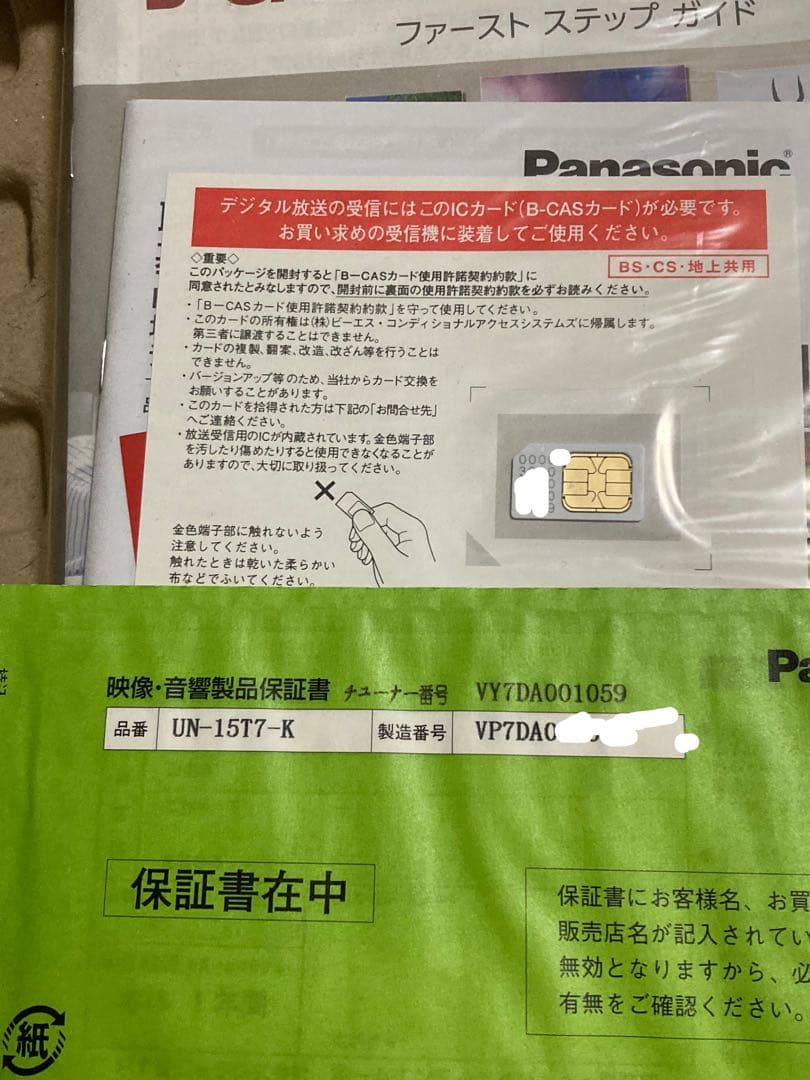 ファースト ステップ ガイド
Panasonic®
デジタル放送の受信にはこのICカード(B-CASカード)が必要です。
お買い求めの受信機に装着してご使用ください。
◇重要◇
BS・CS・地上共用
このパッケージを開封すると「B－CASカード使用許諾契約約款」に
同意されたとみなしますので、開封前に裏面の使用許諾契約約款を必ずお読みください。
・「B－CASカード使用許諾契約約款」を守って使用してください。
・このカードの所有権は(株)ビーエス・コンディショナルアクセスシステムズに帰属します。
第三者に譲渡することはできません。
・カードの複製、翻案、改造、改ざん等を行うことは
できません。
・バージョンアップ等のため、当社からカード交換を
お願いすることがあります。
・このカードを拾得された方は下記の「お問合せ先」
へご連絡ください。
・放送受信用のICが内蔵されています。金色端子部
を汚したり傷めたりすると使用できなくなることが
ありますので、大切に取り扱ってください。
000
×
金色端子部に触れないよう
注意してください。
触れたときは乾いた柔らかい
布などでふいてください。
Pa
映像・音響製品保証書 チューナー番号 VY7DA001059
品番 UN-15T7-K 製造番号 VP7DA0
保証書在中
保証書にお客様名、お買
販売店名が記入されてい
無効となりますから、必
有無をご確認ください。
紙